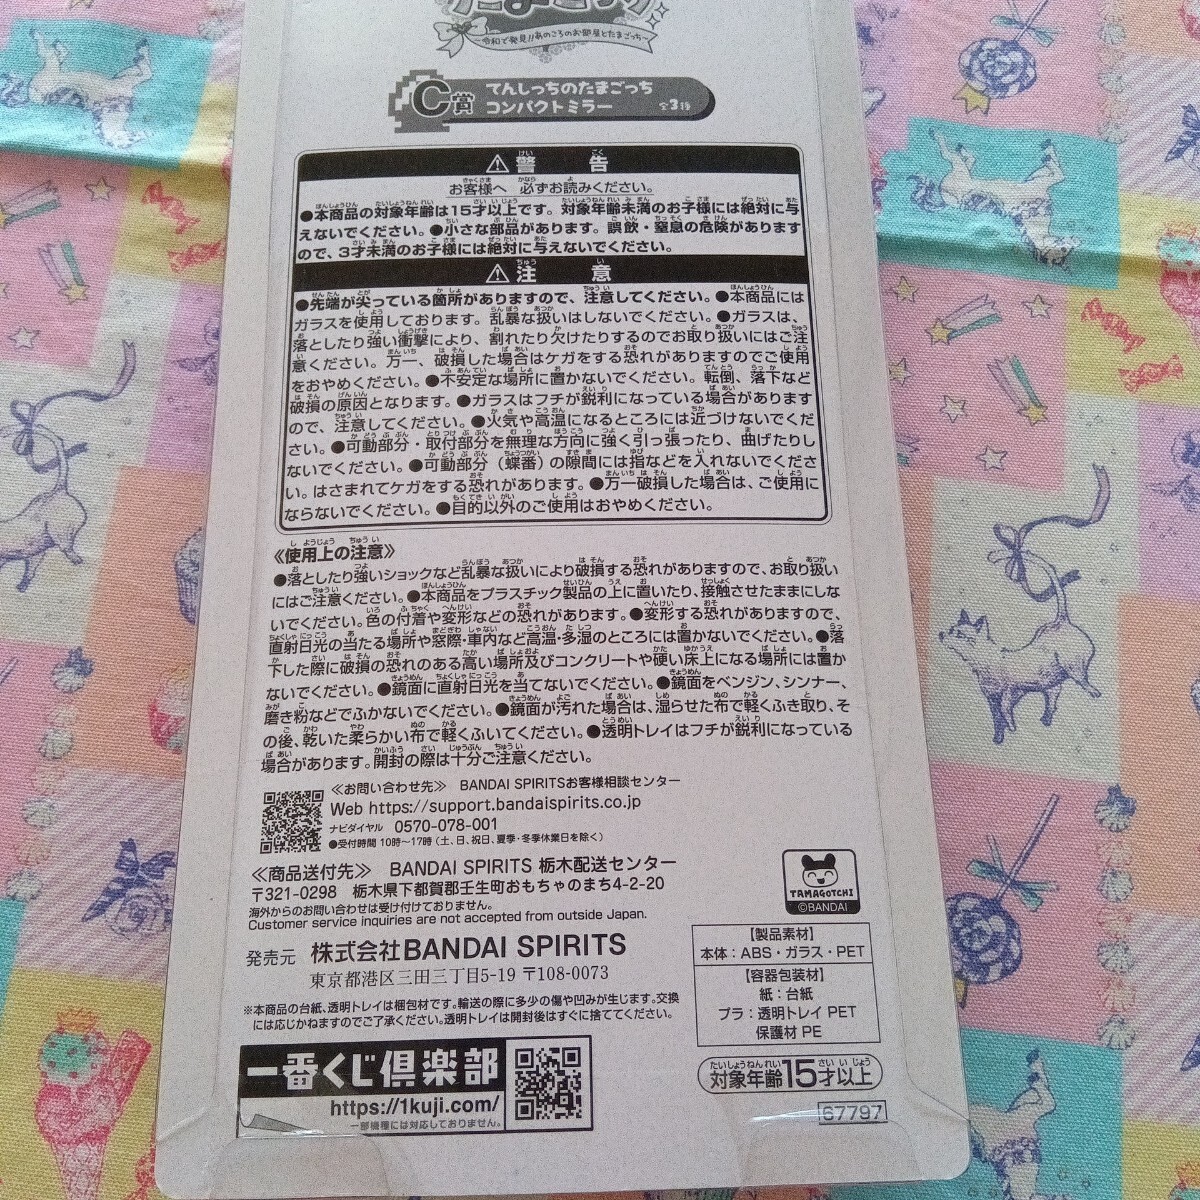 たまごっち
〜令和で発見!!あのころのお部屋とたまごっち〜
C賞 てんしっちのたまごっち
コンパクトミラー 全3種
⚠警告
お客様へ 必ずお読みください。
●本商品の対象年齢は15才以上です。対象年齢未満のお子様には絶対に与
えないでください。●小さな部品があります。誤飲・窒息の危険があります
ので、3才未満のお子様には絶対に与えないでください。
⚠注意
●先端が尖っている箇所がありますので、注意してください。●本商品には
ガラスを使用しております。乱暴な扱いはしないでください。●ガラスは、
落としたり強い衝撃により、割れたり欠けたりするのでお取り扱いにはご注
意ください。万一、破損した場合はケガをする恐れがありますのでご使用
をおやめください。●不安定な場所に置かないでください。転倒、落下など
破損の原因となります。●ガラスはフチが鋭利になっている場合があります
ので、注意してください。●火気や高温になるところには近づけないでくだ
さい。●可動部分・取付部分を無理な方向に強く引っ張ったり、曲げたりし
ないでください。●可動部分（蝶番）の隙間には指などを入れないでくださ
い。はさまれてケガをする恐れがあります。●万一破損した場合は、ご使用に
ならないでください。●目的以外のご使用はおやめください。
《使用上の注意》
●落としたり強いショックなど乱暴な扱いにより破損する恐れがありますので、お取り扱い
にはご注意ください。●本商品をプラスチック製品の上に置いたり、接触させたままにしな
いでください。色の付着や変形などの恐れがあります。●変形する恐れがありますので、
直射日光の当たる場所や窓際・車内など高温・多湿のところには置かないでください。●落
下した際に破損の恐れのある高い場所及びコンクリートや硬い床上になる場所には置か
ないでください。●鏡面に直射日光を当てないでください。●鏡面をベンジン、シンナー、
磨き粉などでふかないでください。●鏡面が汚れた場合は、湿らせた布で軽くふき取り、そ
の後、乾いた柔らかい布で軽くふいてください。●透明トレイはフチが鋭利になっている
場合があります。開封の際は十分ご注意ください。
≪お問い合わせ先≫ BANDAI SPIRITSお客様相談センター
Web https://support.bandaispirits.co.jp
ナビダイヤル 0570-078-001
●受付時間 10時〜17時（土、日、祝日、夏季・冬季休業日を除く）
≪商品送付先≫ BANDAI SPIRITS 栃木配送センター
〒321-0298 栃木県下都賀郡壬生町おもちゃのまち4-2-20
海外からのお問い合わせは受け付けておりません。
Customer service inquiries are not accepted from outside Japan.
TAMAGOTCHI
©BANDAI
発売元 株式会社BANDAI SPIRITS
東京都港区三田三丁目5-19 〒108-0073
※本商品の台紙、透明トレイは梱包材です。輸送の際に多少の傷や凹みが生じます。交換
には応じかねますのでご了承ください。透明トレイは開封後はすぐに捨ててください。
【製品素材】
本体：ABS・ガラス・PET
【容器包装材】
紙：台紙
プラ：透明トレイ PET
保護材 PE
一番くじ倶楽部
https://1kuji.com/
一部機種には対応しておりません。
対象年齢15才以上
67797